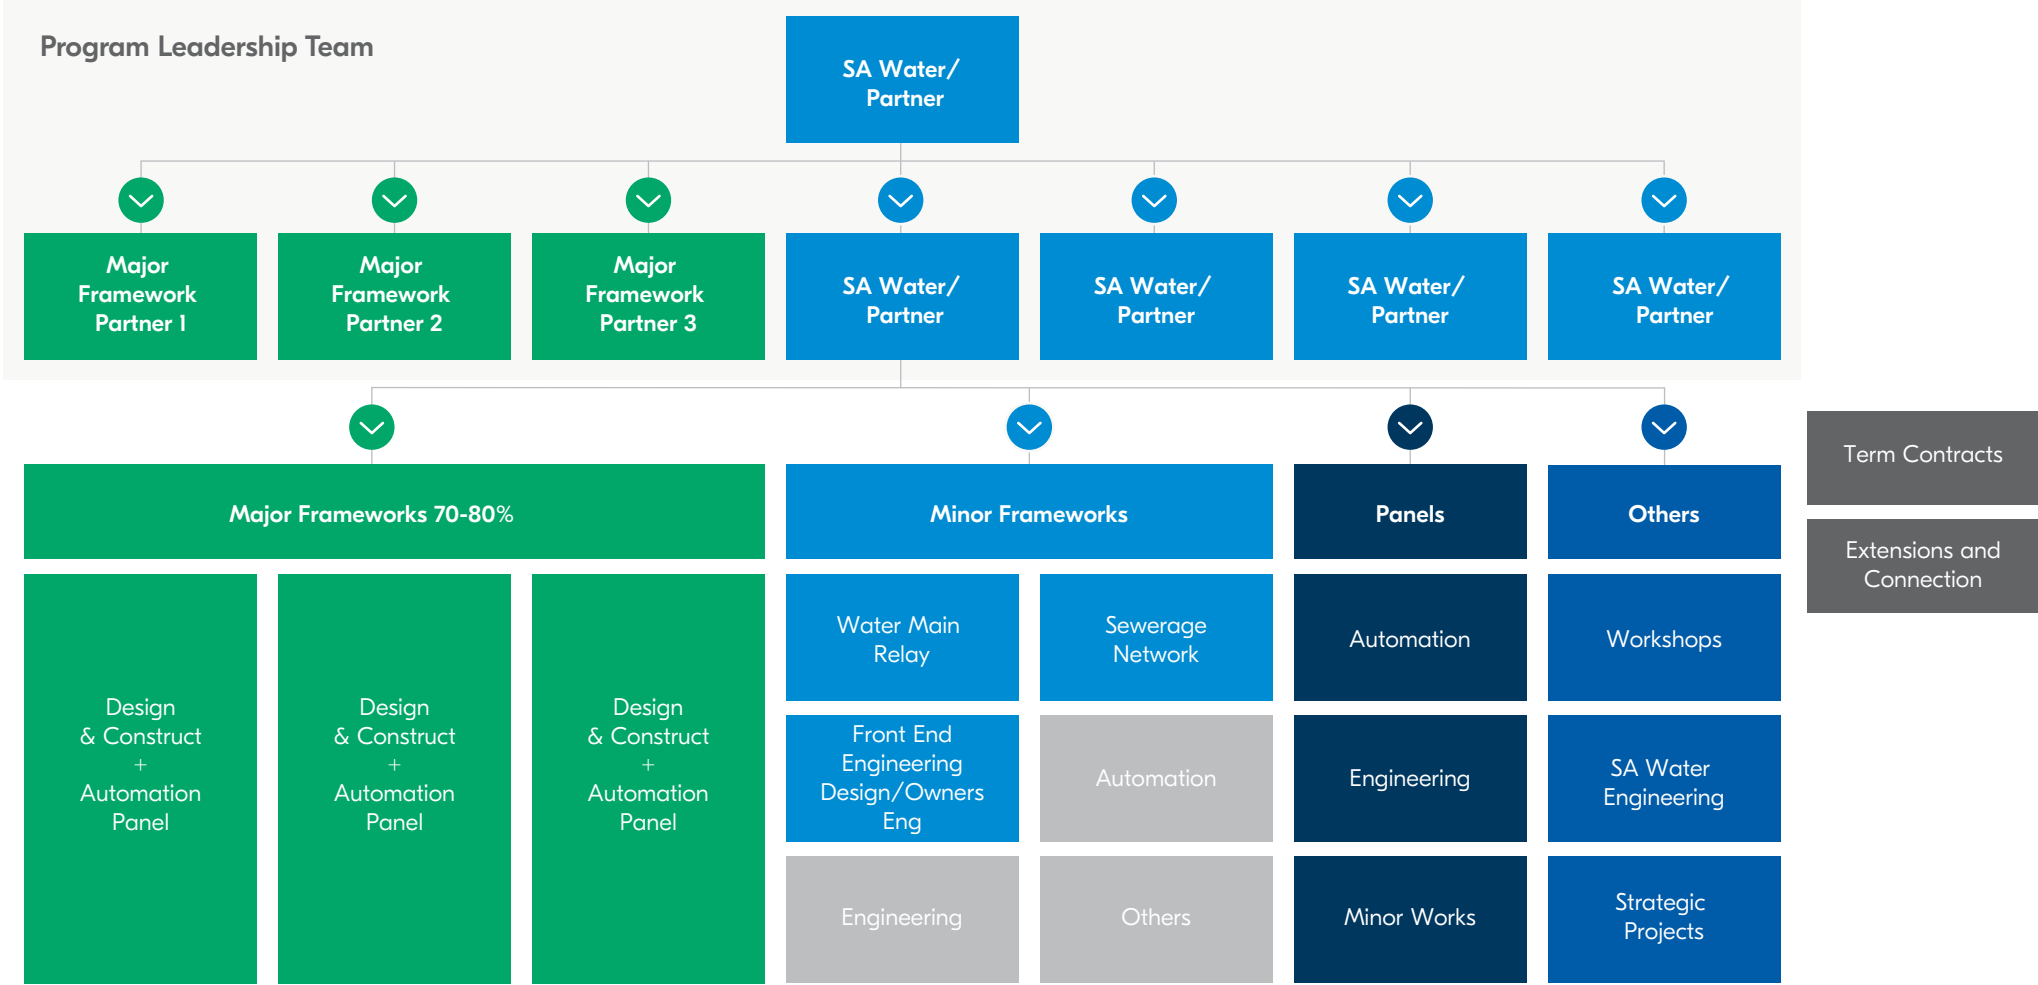 Program Leadership Team
SA Water/
Partner
Major
Framework
Partner 1
Major
Framework
Partner 2
Major
Framework
Partner 3
SA Water/
Partner
SA Water/
Partner
SA Water/
Partner
SA Water/
Partner
Major Frameworks 70-80%
Minor Frameworks
Panels
Others
Term Contracts
Extensions and
Connection
Design
& Construct
+
Automation
Panel
Design
& Construct
+
Automation
Panel
Design
& Construct
+
Automation
Panel
Water Main
Relay
Sewerage
Network
Automation
Workshops
Front End
Engineering
Design/Owners
Eng
Automation
Engineering
SA Water
Engineering
Engineering
Others
Minor Works
Strategic
Projects